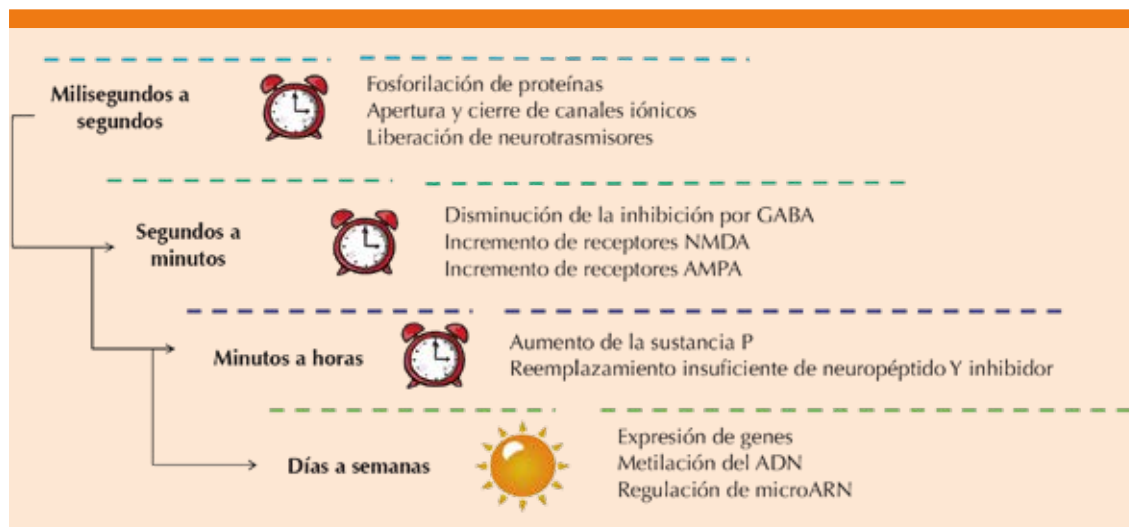 Milisegundos a
segundos
Fosforilación de proteínas
Apertura y cierre de canales iónicos
Liberación de neurotrasmisores
Segundos a
minutos
Disminución de la inhibición por GABA
Incremento de receptores NMDA
Incremento de receptores AMPA
Minutos a horas
Aumento de la sustancia P
Reemplazamiento insuficiente de neuropéptido Y inhibidor
Días a semanas
Expresión de genes
Metilación del ADN
Regulación de microARN